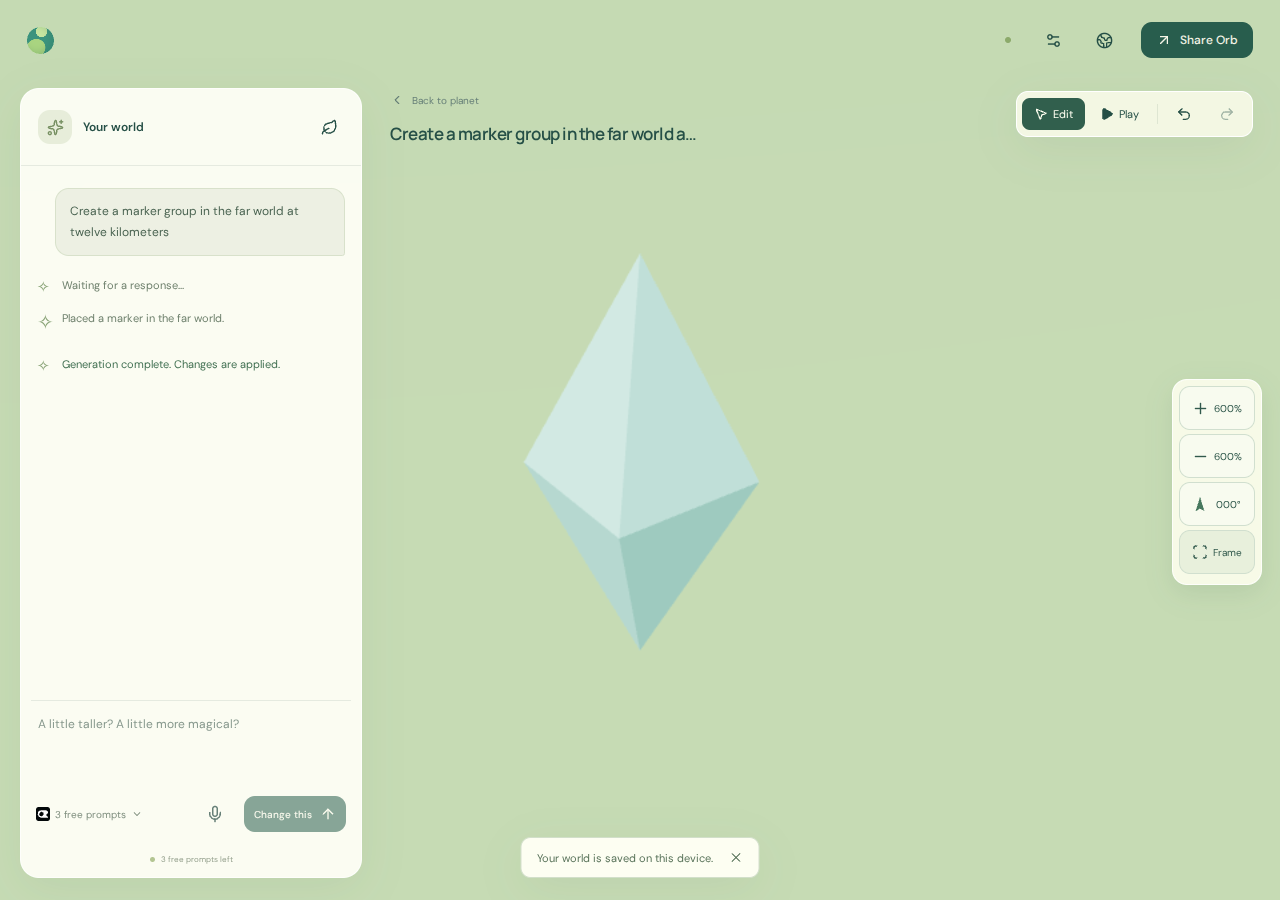 Share Orb
Your world
Back to planet
Create a marker group in the far world a...
Edit
Play
Create a marker group in the far world at
twelve kilometers
Waiting for a response...
Placed a marker in the far world.
Generation complete. Changes are applied.
600%
600%
000°
Frame
A little taller? A little more magical?
3 free prompts
Change this
3 free prompts left
Your world is saved on this device.